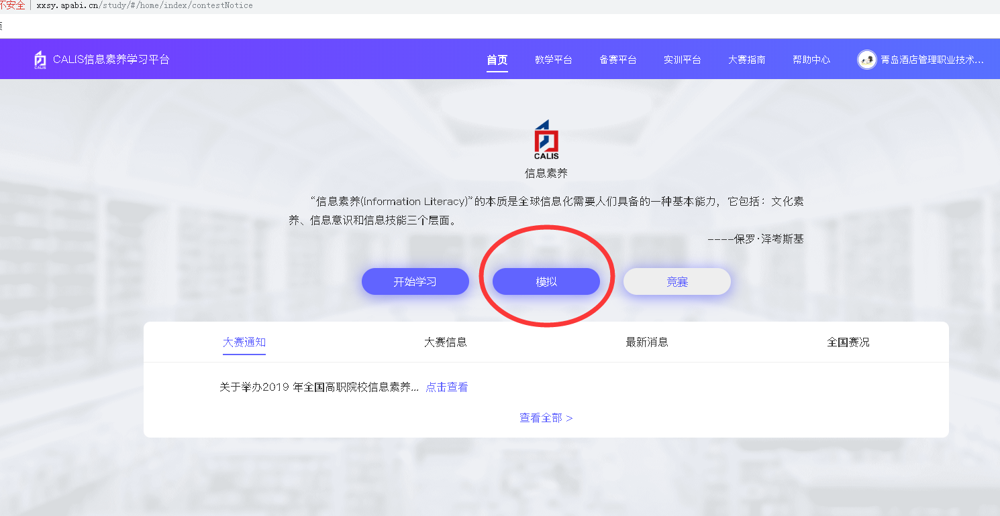 不安全 | xxsy.apabi.cn/study/#/home/index/contestNotice
CALIS
CALIS信息素养学习平台 首页 教学平台 备赛平台 实训平台 大赛指南 帮助中心 青岛酒店管理职业技术...
CALIS
信息素养
“信息素养(Information Literacy)”的本质是全球信息化需要人们具备的一种基本能力，它包括：文化素
养、信息意识和信息技能三个层面。
----保罗·泽考斯基
开始学习 模拟 竞赛
大赛通知 大赛信息 最新消息 全国赛况
关于举办2019 年全国高职院校信息素养... 点击查看
查看全部 >